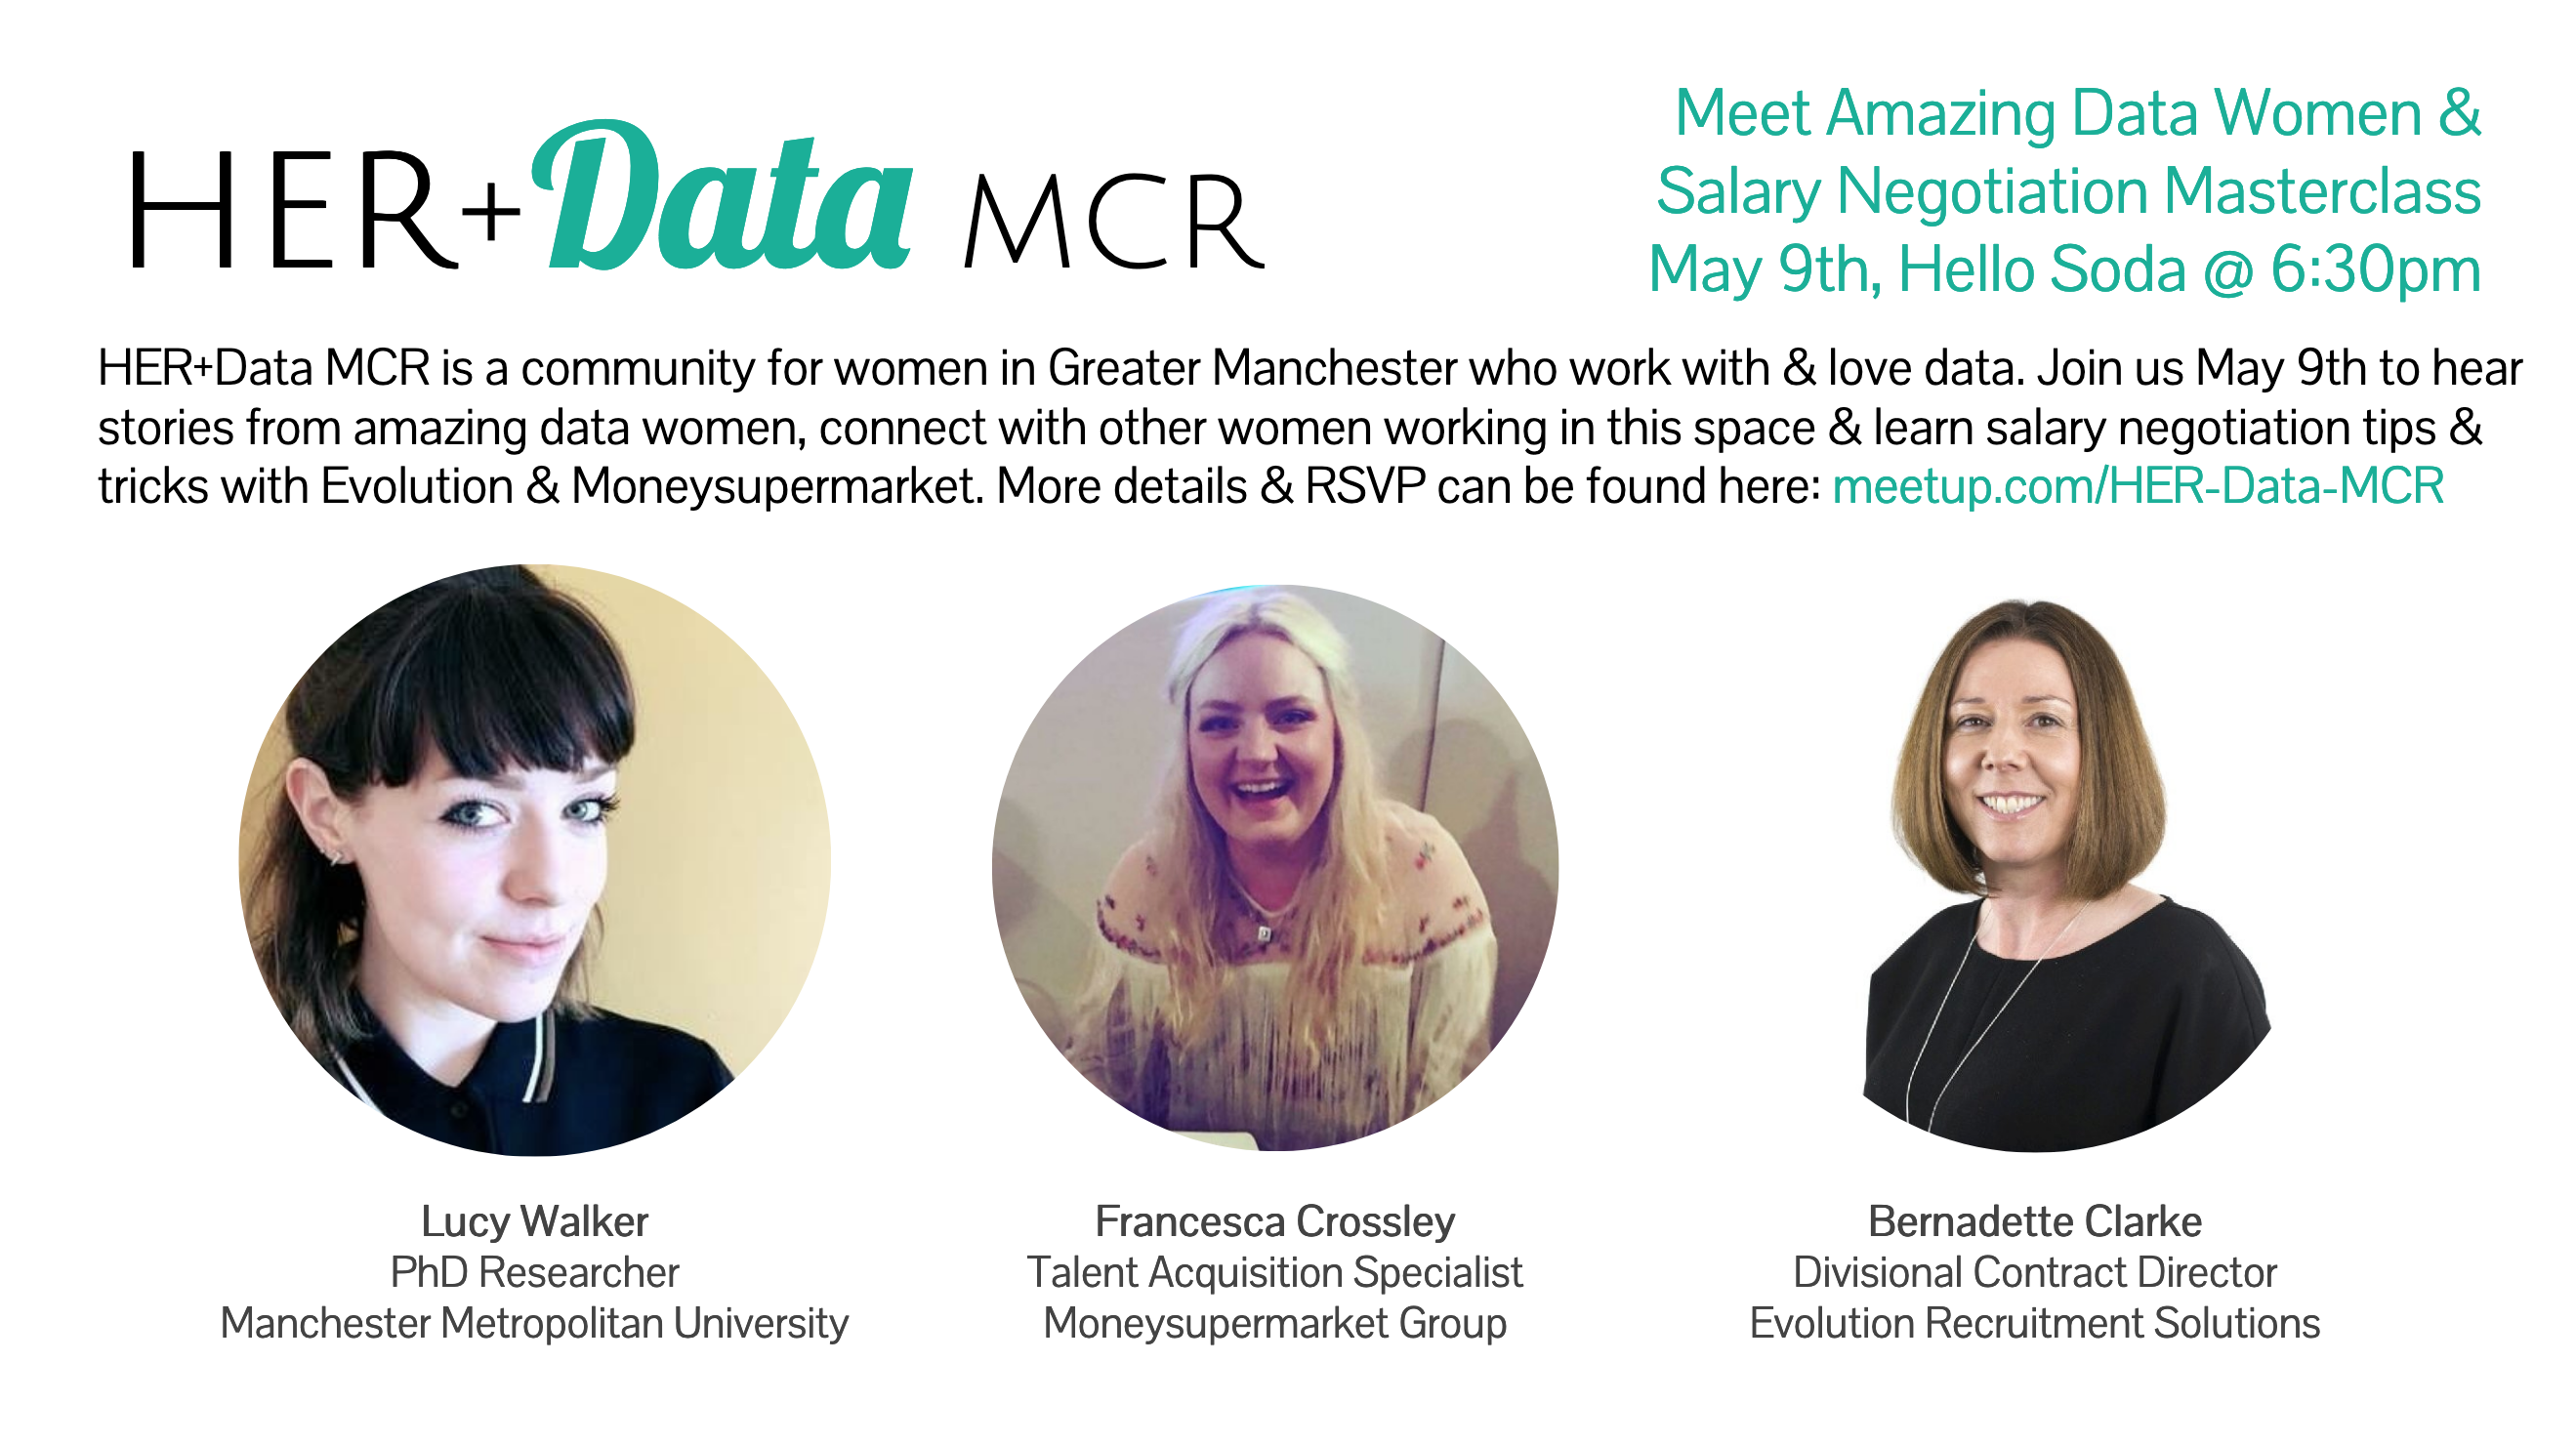 HER+Data MCR
Meet Amazing Data Women &
Salary Negotiation Masterclass
May 9th, Hello Soda @ 6:30pm
HER+Data MCR is a community for women in Greater Manchester who work with & love data. Join us May 9th to hear
stories from amazing data women, connect with other women working in this space & learn salary negotiation tips &
tricks with Evolution & Moneysupermarket. More details & RSVP can be found here: meetup.com/HER-Data-MCR
Lucy Walker
PhD Researcher
Manchester Metropolitan University
Francesca Crossley
Talent Acquisition Specialist
Moneysupermarket Group
Bernadette Clarke
Divisional Contract Director
Evolution Recruitment Solutions